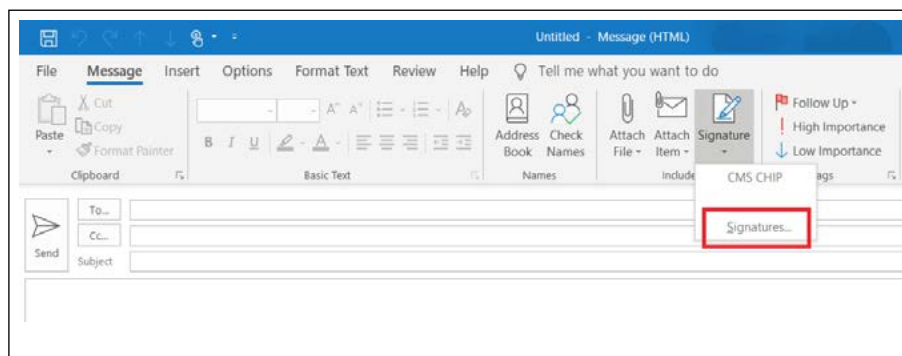 Untitled - Message (HTML)
File Message Insert Options Format Text Review Help Tell me what you want to do
Paste
Cut
Copy
Format Painter
Clipboard
B I U
Basic Text
Address Book
Check Names
Names
Attach File
Attach Item
Signature
Include
Follow Up
High Importance
Low Importance
ags
CMS CHIP
Signatures...
Send
To...
Cc...
Subject